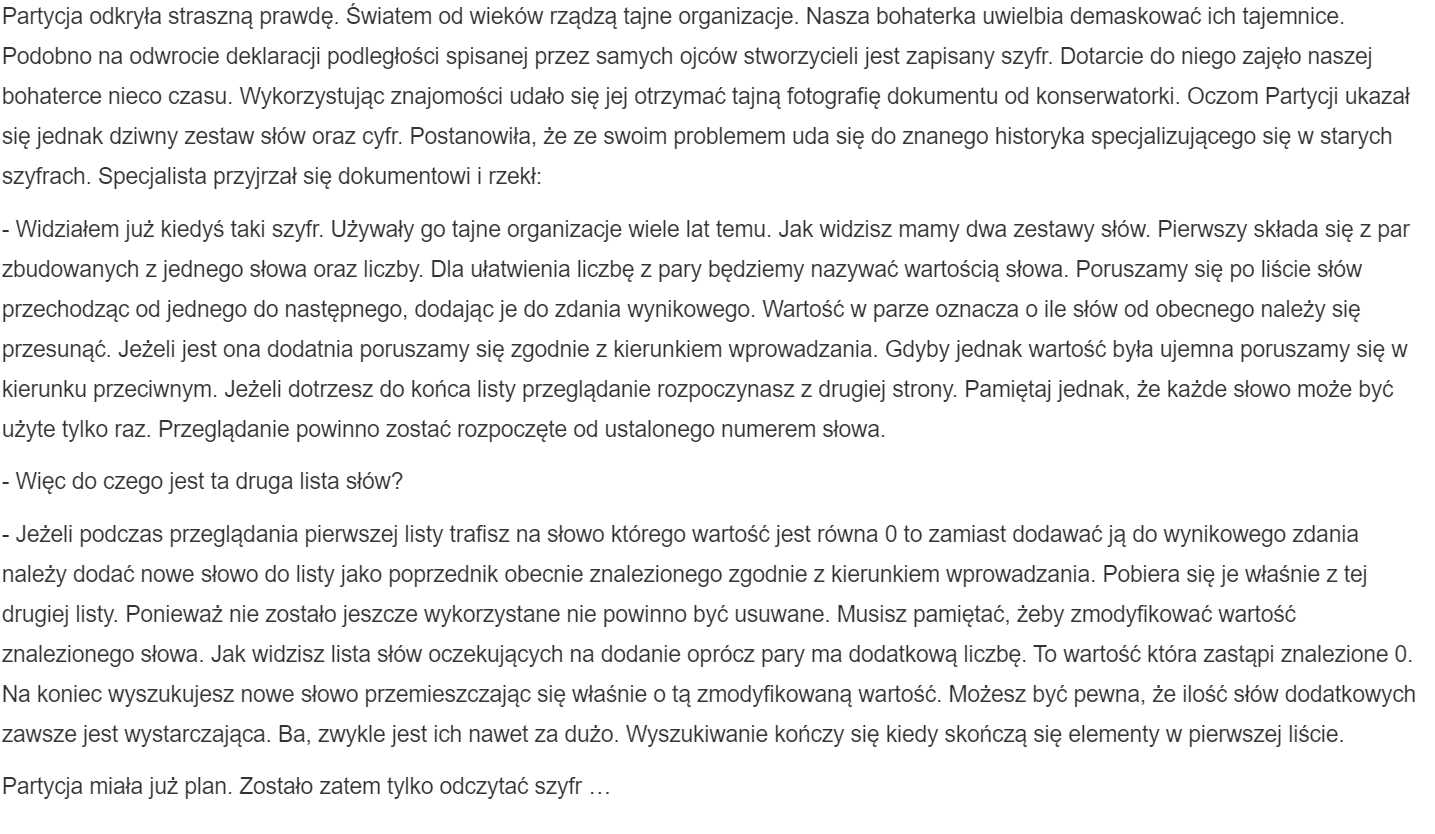 Partycja odkryła straszną prawdę. Światem od wieków rządzą tajne organizacje. Nasza bohaterka uwielbia demaskować ich tajemnice.
Podobno na odwrocie deklaracji podległości spisanej przez samych ojców stworzycieli jest zapisany szyfr. Dotarcie do niego zajęło naszej
bohaterce nieco czasu. Wykorzystując znajomości udało się jej otrzymać tajną fotografię dokumentu od konserwatorki. Oczom Partycji ukazał
się jednak dziwny zestaw słów oraz cyfr. Postanowiła, że ze swoim problemem uda się do znanego historyka specjalizującego się w starych
szyfrach. Specjalista przyjrzał się dokumentowi i rzekł:
- Widziałem już kiedyś taki szyfr. Używały go tajne organizacje wiele lat temu. Jak widzisz mamy dwa zestawy słów. Pierwszy składa się z par
zbudowanych z jednego słowa oraz liczby. Dla ułatwienia liczbę z pary będziemy nazywać wartością słowa. Poruszamy się po liście słów
przechodząc od jednego do następnego, dodając je do zdania wynikowego. Wartość w parze oznacza o ile słów od obecnego należy się
przesunąć. Jeżeli jest ona dodatnia poruszamy się zgodnie z kierunkiem wprowadzania. Gdyby jednak wartość była ujemna poruszamy się w
kierunku przeciwnym. Jeżeli dotrzesz do końca listy przeglądanie rozpoczynasz z drugiej strony. Pamiętaj jednak, że każde słowo może być
użyte tylko raz. Przeglądanie powinno zostać rozpoczęte od ustalonego numerem słowa.
- Więc do czego jest ta druga lista słów?
- Jeżeli podczas przeglądania pierwszej listy trafisz na słowo którego wartość jest równa 0 to zamiast dodawać ją do wynikowego zdania
należy dodać nowe słowo do listy jako poprzednik obecnie znalezionego zgodnie z kierunkiem wprowadzania. Pobiera się je właśnie z tej
drugiej listy. Ponieważ nie zostało jeszcze wykorzystane nie powinno być usuwane. Musisz pamiętać, żeby zmodyfikować wartość
znalezionego słowa. Jak widzisz lista słów oczekujących na dodanie oprócz pary ma dodatkową liczbę. To wartość która zastąpi znalezione 0.
Na koniec wyszukujesz nowe słowo przemieszczając się właśnie o tą zmodyfikowaną wartość. Możesz być pewna, że ilość słów dodatkowych
zawsze jest wystarczająca. Ba, zwykle jest ich nawet za dużo. Wyszukiwanie kończy się kiedy skończą się elementy w pierwszej liście.
Partycja miała już plan. Zostało zatem tylko odczytać szyfr …